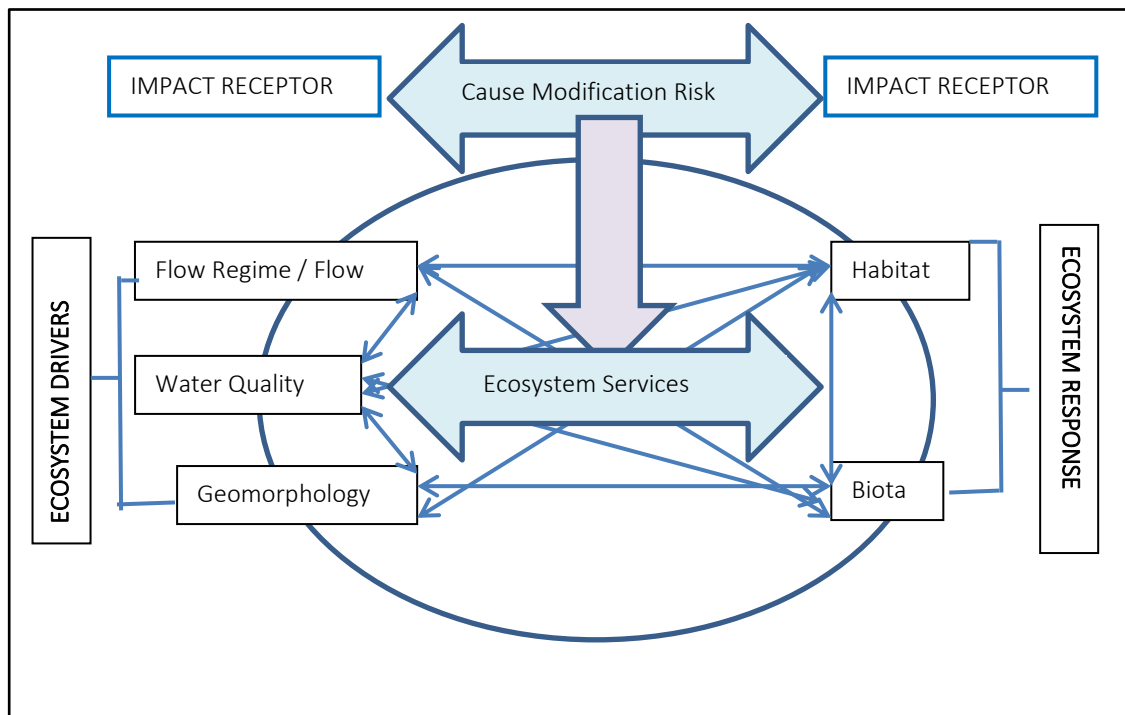 IMPACT RECEPTOR
Cause Modification Risk
IMPACT RECEPTOR
ECOSYSTEM DRIVERS
Flow Regime / Flow
Water Quality
Geomorphology
Ecosystem Services
Habitat
Biota
ECOSYSTEM RESPONSE